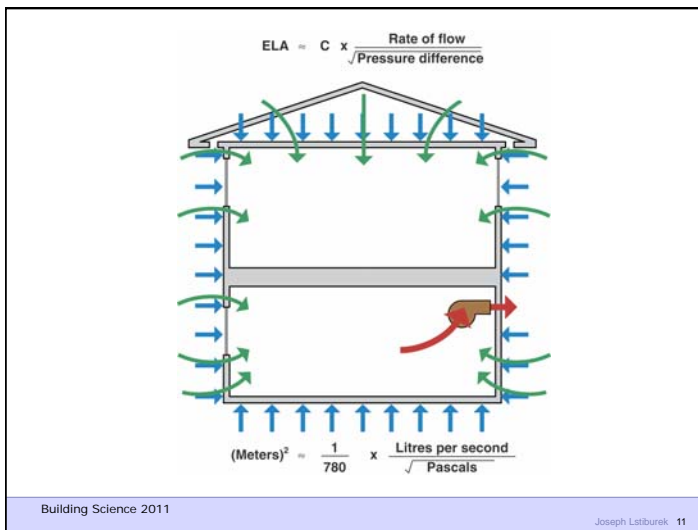 ELA ≈ C x Rate of flow / √Pressure difference
(Meters)² ≈ 1/780 x Litres per second / √Pascals
Building Science 2011
Joseph Lstiburek 11